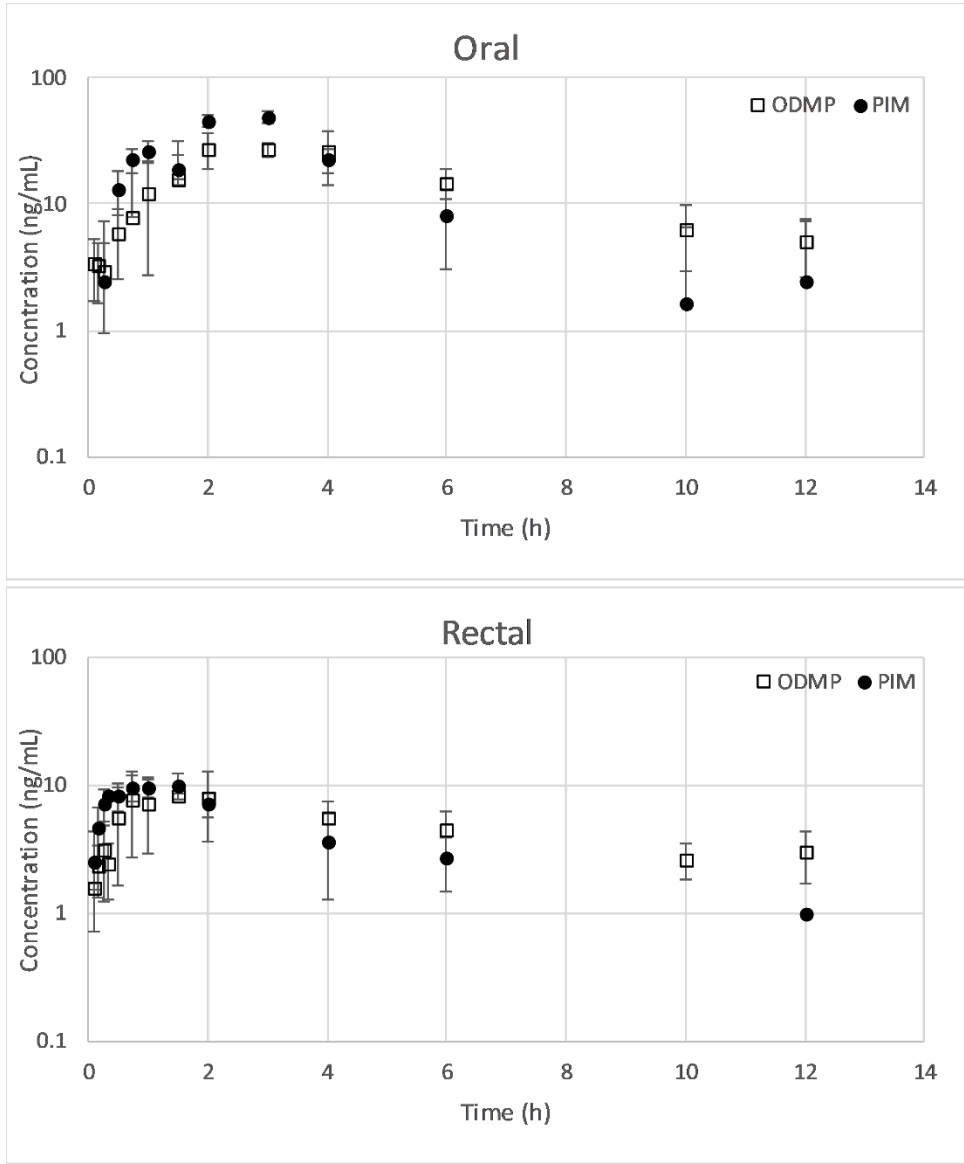 Oral
100
ODMP PIM
10
1
0.1
Concntration (ng/mL)
0 2 4 6 8 10 12 14
Time (h)
Rectal
100
ODMP PIM
10
1
0.1
Concentration (ng/mL)
0 2 4 6 8 10 12 14
Time (h)